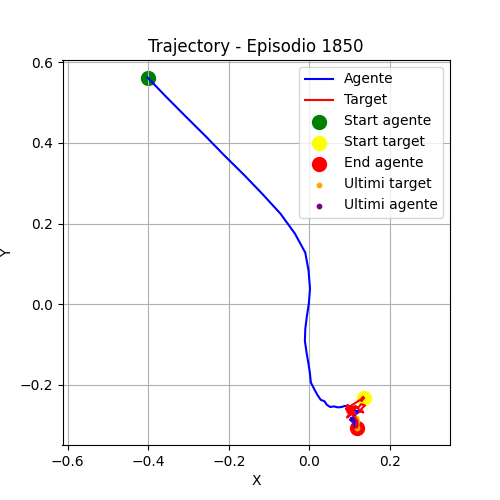 Trajectory - Episodio 1850
0.6
0.4
0.2
0.0
−0.2
Y
Agente
Target
Start agente
Start target
End agente
Ultimi target
Ultimi agente
−0.6
−0.4
−0.2
0.0
0.2
X